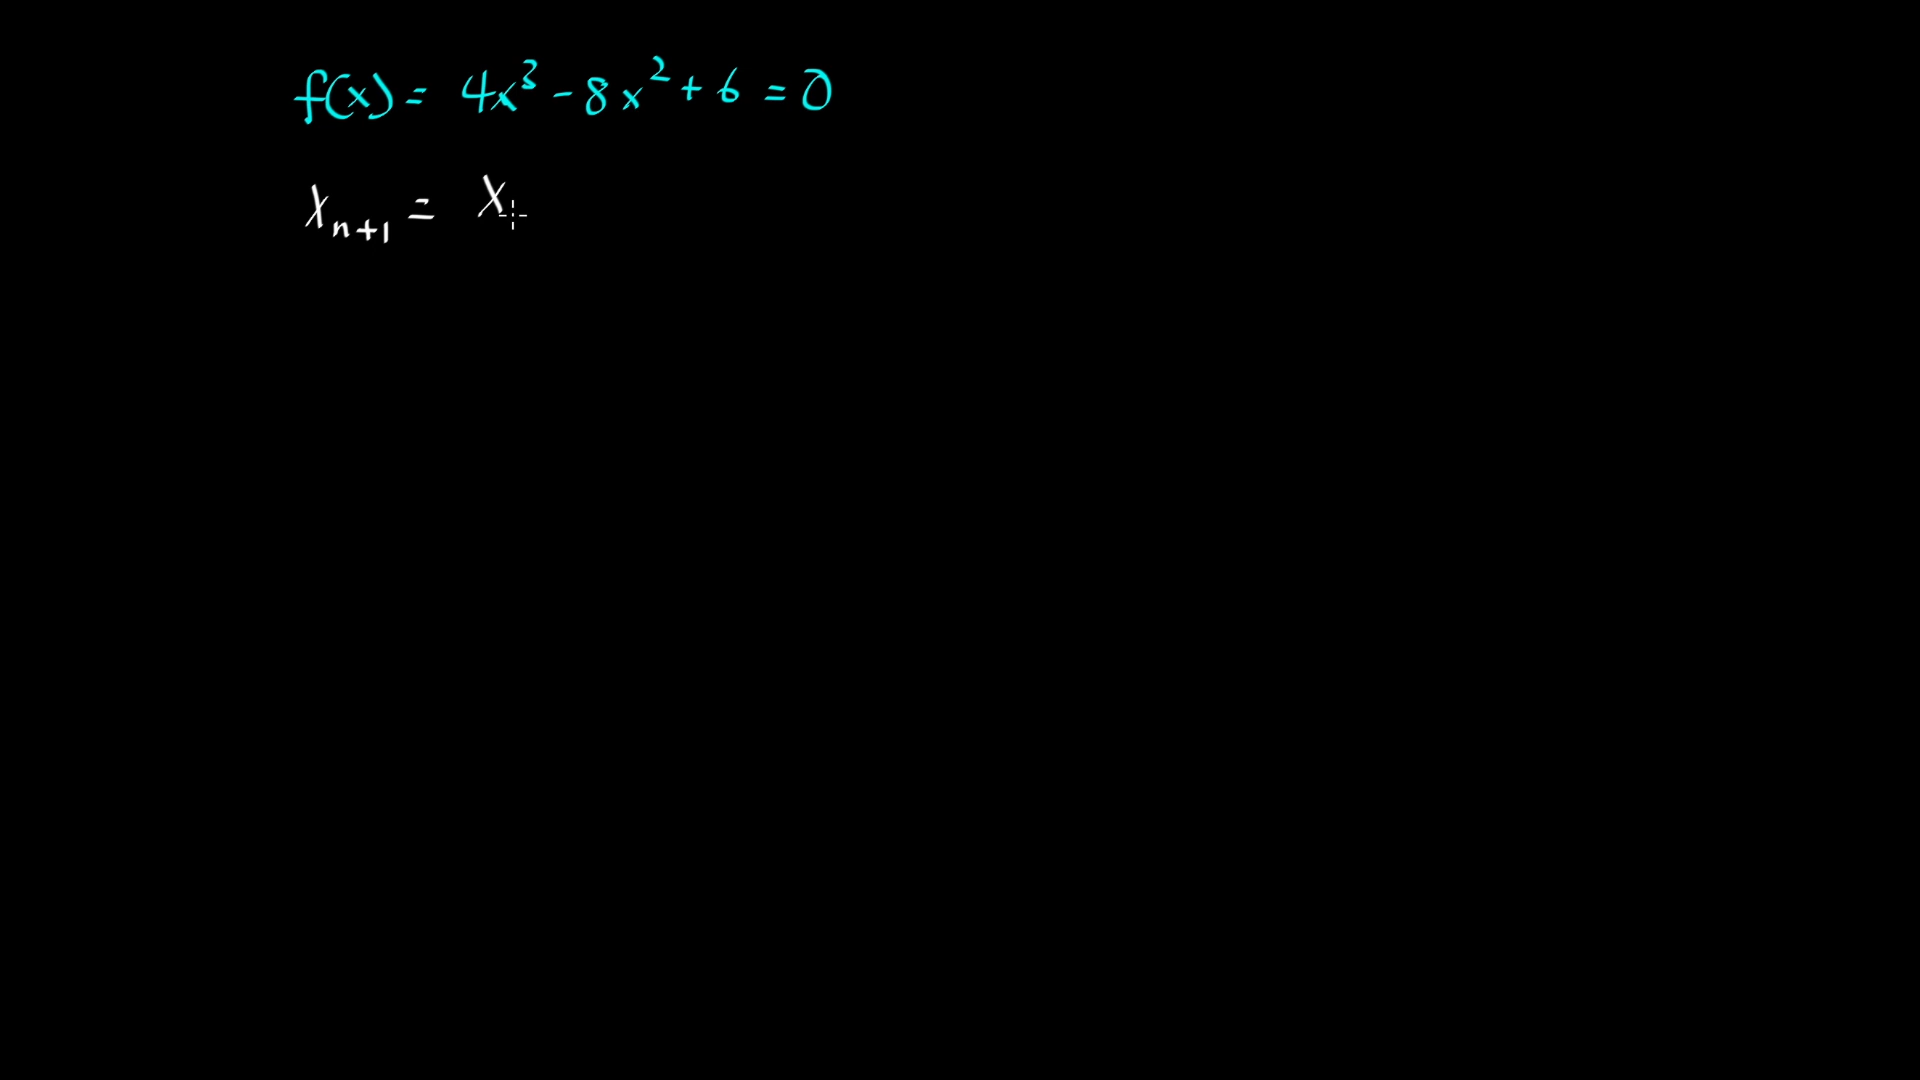 f(x) = 4x³ - 8x² + 6 = 0
xₙ₊₁ = x